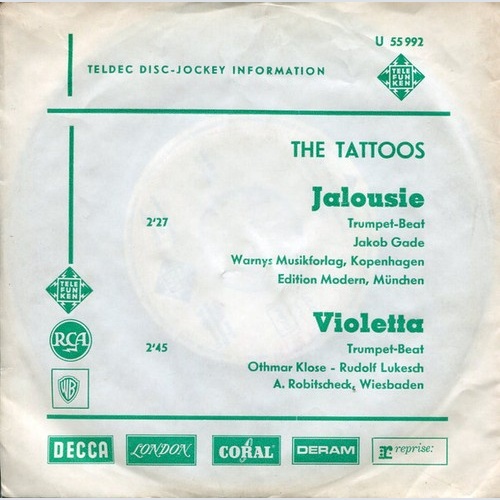 U 55 992
TELDEC DISC-JOCKEY INFORMATION
TELE
FUN
KEN
THE TATTOOS
Jalousie
2'27 Trumpet-Beat
Jakob Gade
Warnys Musikforlag, Kopenhagen
Edition Modern, München
TELE
FUN
KEN
Violetta
RCA
2'45 Trumpet-Beat
Othmar Klose - Rudolf Lukesch
WB
A. Robitschek, Wiesbaden
DECCA LONDON CORAL DERAM r reprise: